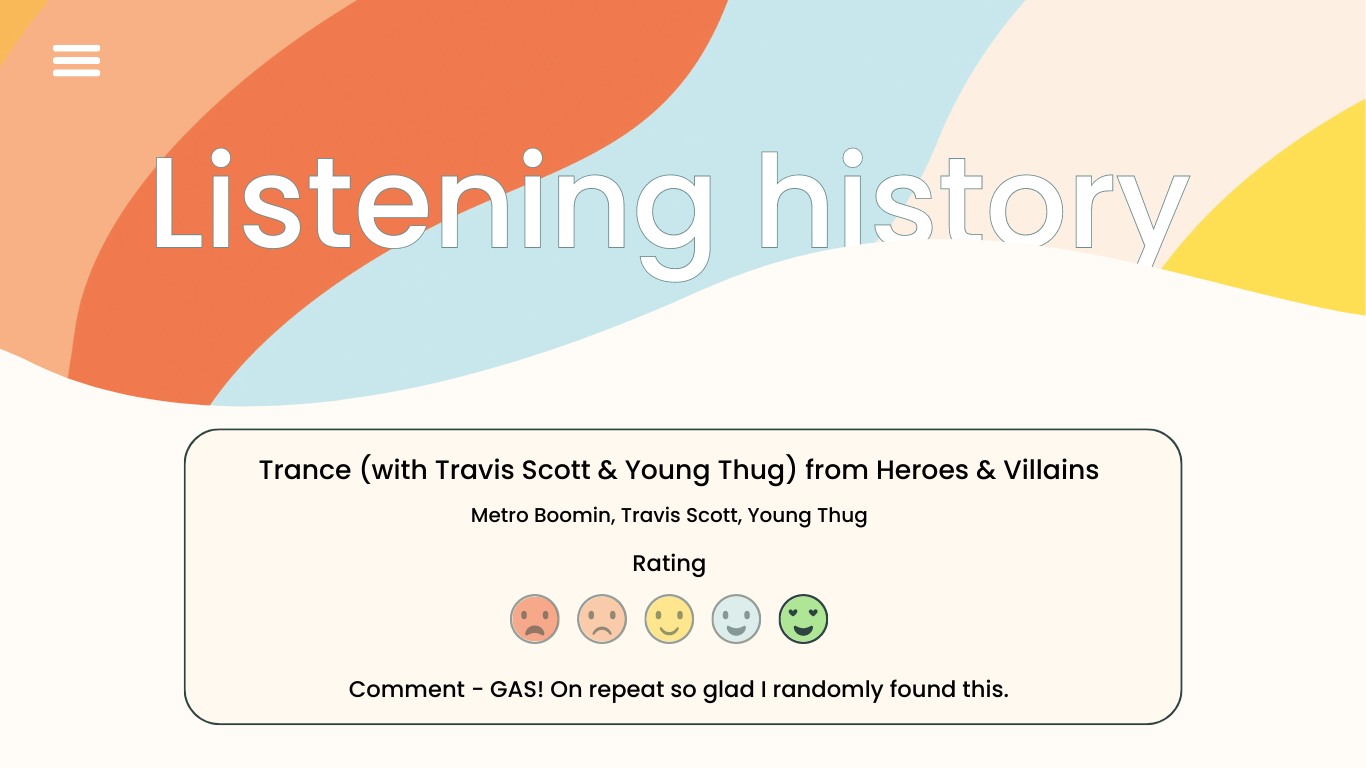 Listening history
Trance (with Travis Scott & Young Thug) from Heroes & Villains
Metro Boomin, Travis Scott, Young Thug
Rating
Comment - GAS! On repeat so glad I randomly found this.